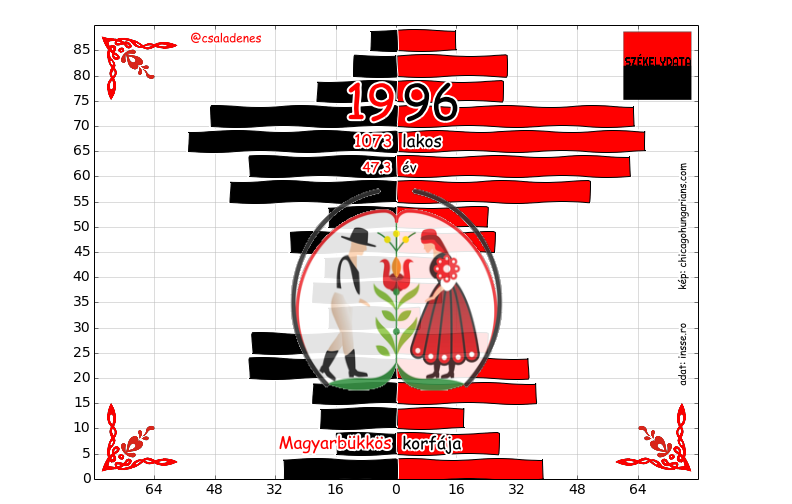 @csaladenes
SZÉKELYDATA
1996
1073 lakos
47.3 év
kép: chicagohungarians.com
adat: insse.ro
Magyarbükkös korfája
85
80
75
70
65
60
55
50
45
40
35
30
25
20
15
10
5
0
64 48 32 16 0 16 32 48 64